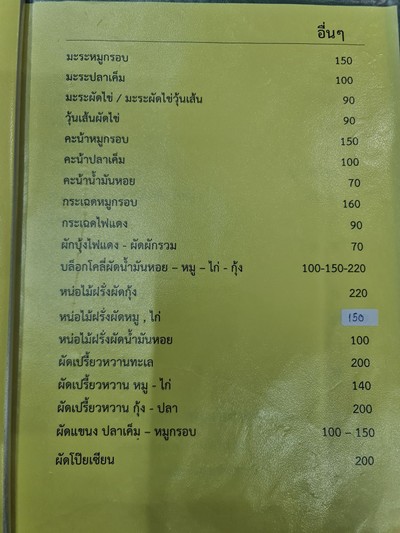 อื่นๆ
มะระหมูกรอบ 150
มะระปลาเค็ม 100
มะระผัดไข่ / มะระผัดไข่วุ้นเส้น 90
วุ้นเส้นผัดไข่ 90
คะน้าหมูกรอบ 150
คะน้าปลาเค็ม 100
คะน้าน้ำมันหอย 70
กระเฉดหมูกรอบ 160
กระเฉดไฟแดง 90
ผักบุ้งไฟแดง - ผัดผักรวม 70
บล็อกโคลี่ผัดน้ำมันหอย – หมู – ไก่ - กุ้ง 100-150-220
หน่อไม้ฝรั่งผัดกุ้ง 220
หน่อไม้ฝรั่งผัดหมู , ไก่ 150
หน่อไม้ฝรั่งผัดน้ำมันหอย 100
ผัดเปรี้ยวหวานทะเล 200
ผัดเปรี้ยวหวาน หมู - ไก่ 140
ผัดเปรี้ยวหวาน กุ้ง - ปลา 200
ผัดแขนง ปลาเค็ม – หมูกรอบ 100 – 150
ผัดโป๊ยเซียน 200